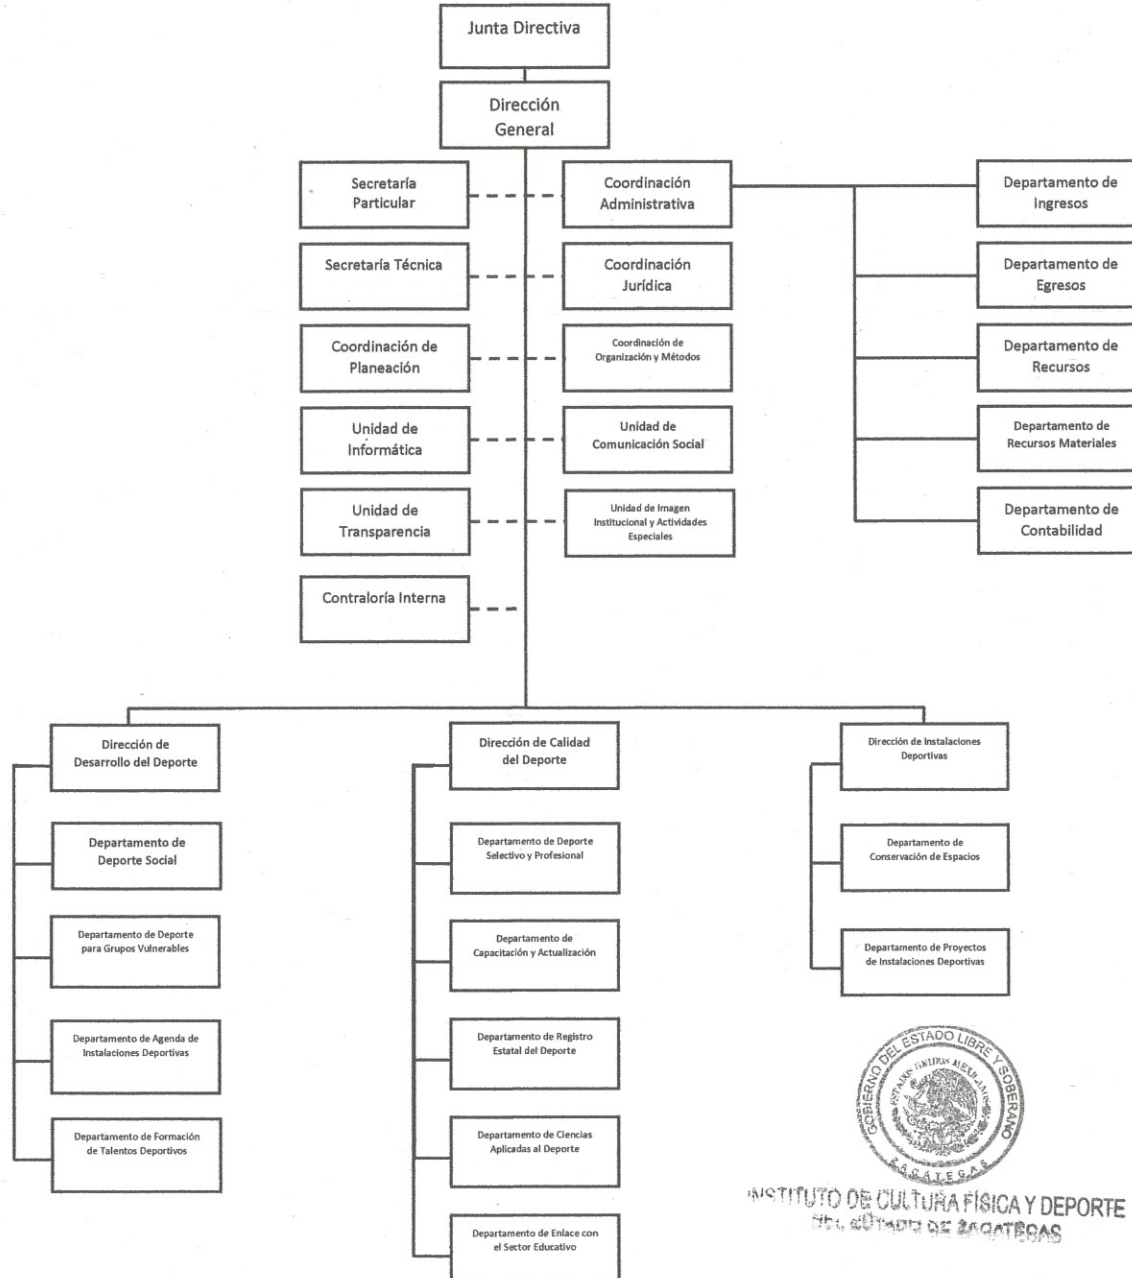 Junta Directiva
Dirección
General
Secretaría
Particular
Coordinación
Administrativa
Departamento de
Ingresos
Secretaría Técnica
Coordinación
Jurídica
Departamento de
Egresos
Coordinación de
Planeación
Coordinación de
Organización y Métodos
Departamento de
Recursos
Unidad de
Informática
Unidad de
Comunicación Social
Departamento de
Recursos Materiales
Unidad de
Transparencia
Unidad de Imagen
Institucional y Actividades
Especiales
Departamento de
Contabilidad
Contraloría Interna
Dirección de
Desarrollo del Deporte
Departamento de
Deporte Social
Departamento de Deporte
para Grupos Vulnerables
Departamento de Agenda de
Instalaciones Deportivas
Departamento de Formación
de Talentos Deportivos
Dirección de Calidad
del Deporte
Departamento de Deporte
Selectivo y Profesional
Departamento de
Capacitación y Actualización
Departamento de Registro
Estatal del Deporte
Departamento de Ciencias
Aplicadas al Deporte
Departamento de Enlace con
el Sector Educativo
Dirección de Instalaciones
Deportivas
Departamento de
Conservación de Espacios
Departamento de Proyectos
de Instalaciones Deportivas
GOBIERNO DEL ESTADO LIBRE Y SOBERANO
ESTADOS UNIDOS MEXICANOS
ZACATECAS
INSTITUTO DE CULTURA FÍSICA Y DEPORTE
DEL ESTADO DE ZACATECAS